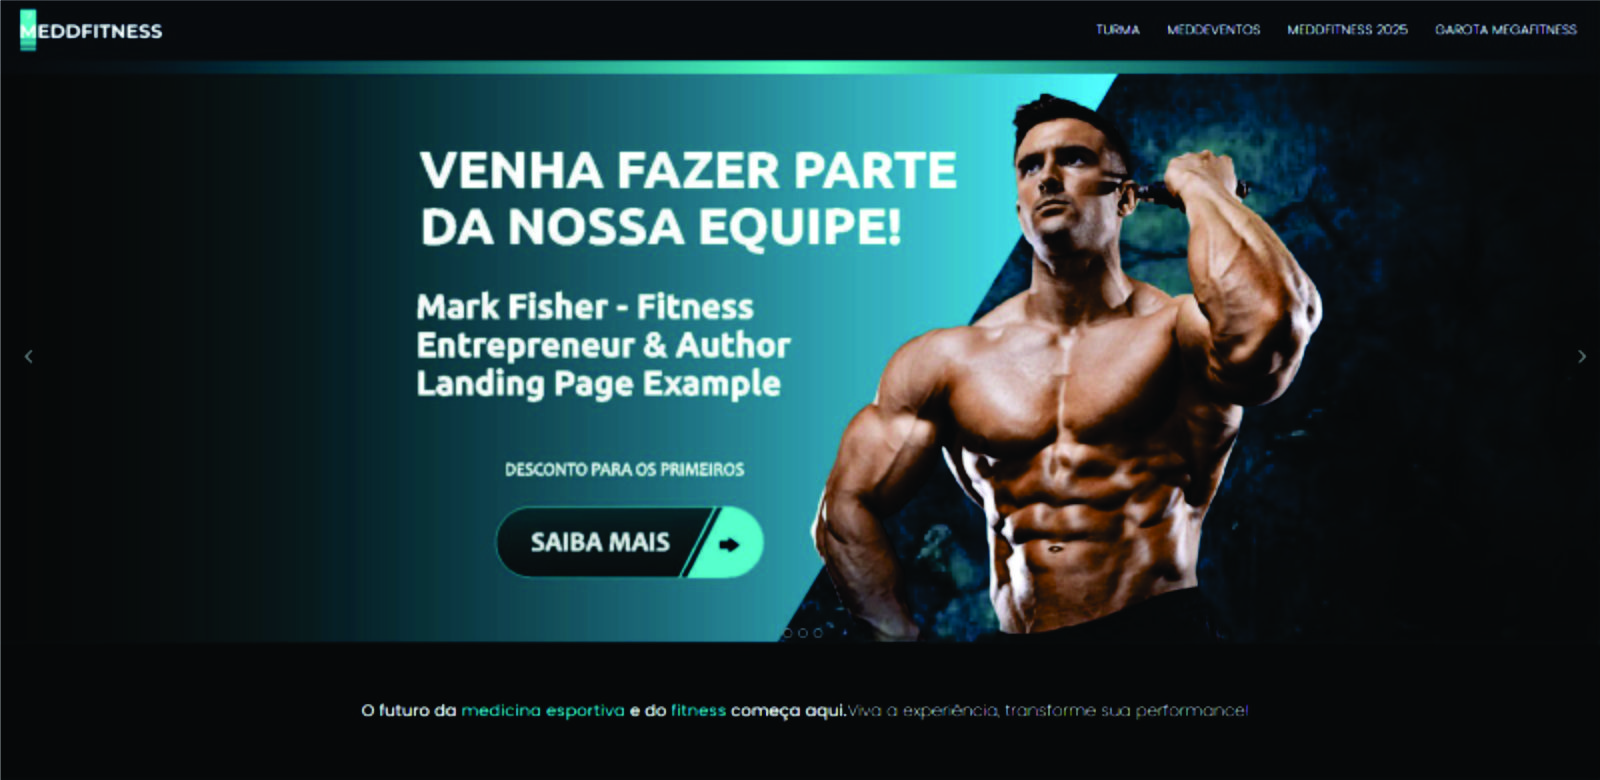 MEDDFITNESS
TURMA MEDDEVENTOS MEDDFITNESS 2025 GAROTA MEGAFITNESS
VENHA FAZER PARTE
DA NOSSA EQUIPE!
Mark Fisher - Fitness
Entrepreneur & Author
Landing Page Example
DESCONTO PARA OS PRIMEIROS
SAIBA MAIS
O futuro da medicina esportiva e do fitness começa aqui.Viva a experiência, transforme sua performance!